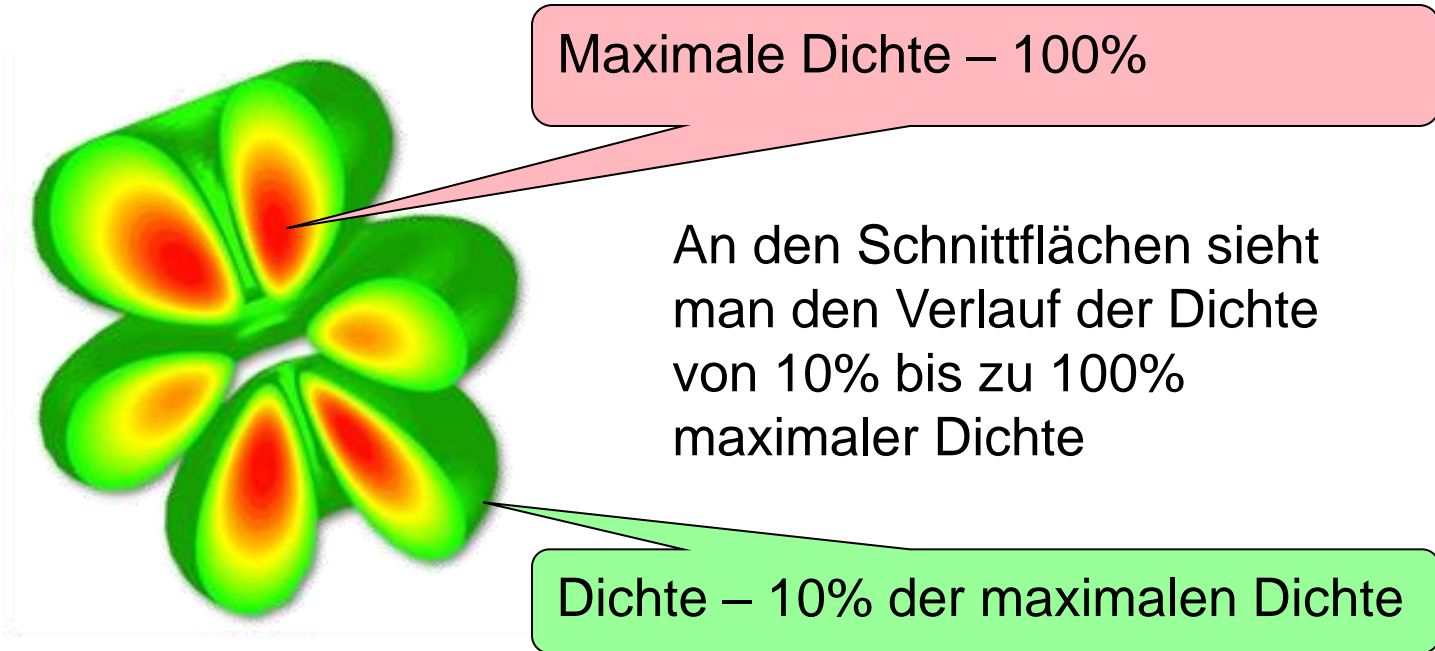 Maximale Dichte – 100%
An den Schnittflächen sieht
man den Verlauf der Dichte
von 10% bis zu 100%
maximaler Dichte
Dichte – 10% der maximalen Dichte